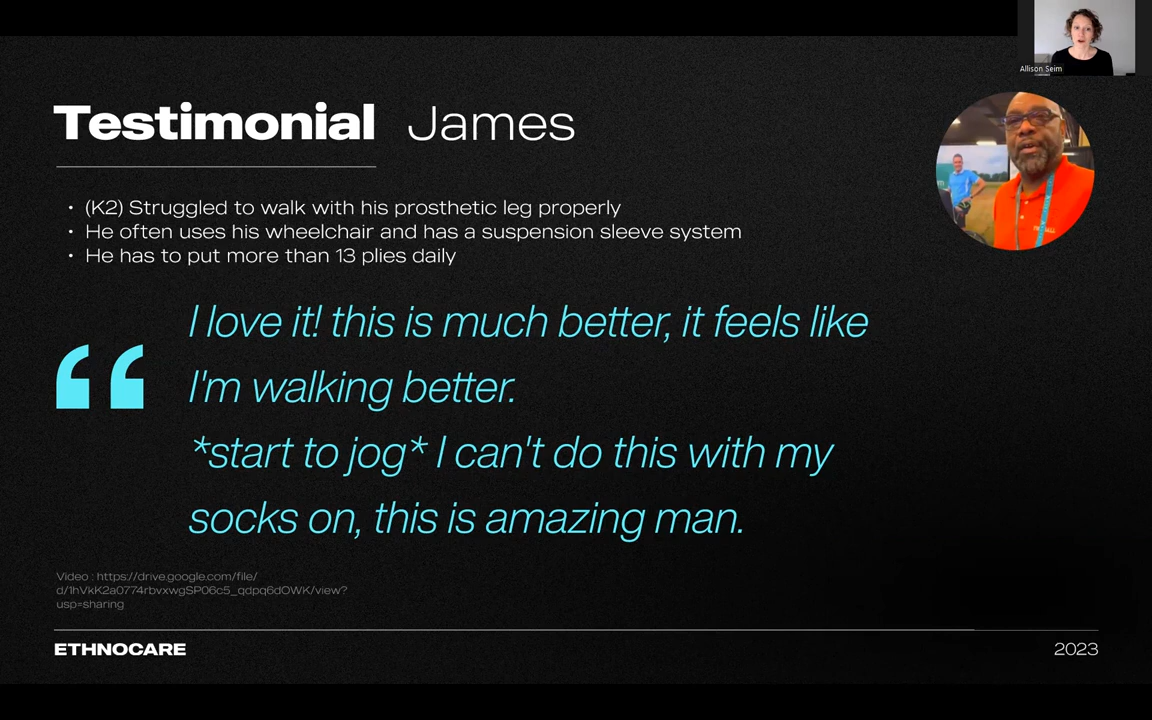 Allison Seim
Testimonial James
• (K2) Struggled to walk with his prosthetic leg properly
• He often uses his wheelchair and has a suspension sleeve system
• He has to put more than 13 plies daily
“ I love it! this is much better, it feels like
I'm walking better.
*start to jog* I can't do this with my
socks on, this is amazing man.
Video : https://drive.google.com/file/
d/1hVkK2a0774rbvxwgSP06c5_qdpq6dOWK/view?
usp=sharing
ETHNOCARE 2023